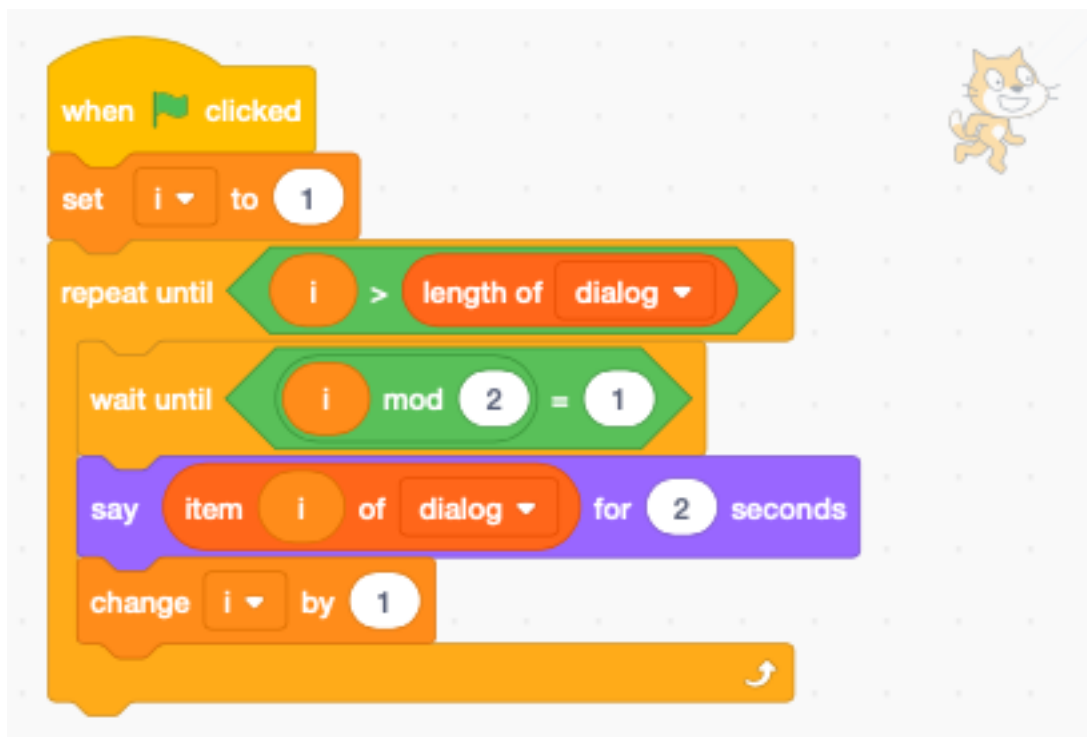 when clicked
set i to 1
repeat until i > length of dialog
wait until i mod 2 = 1
say item i of dialog for 2 seconds
change i by 1